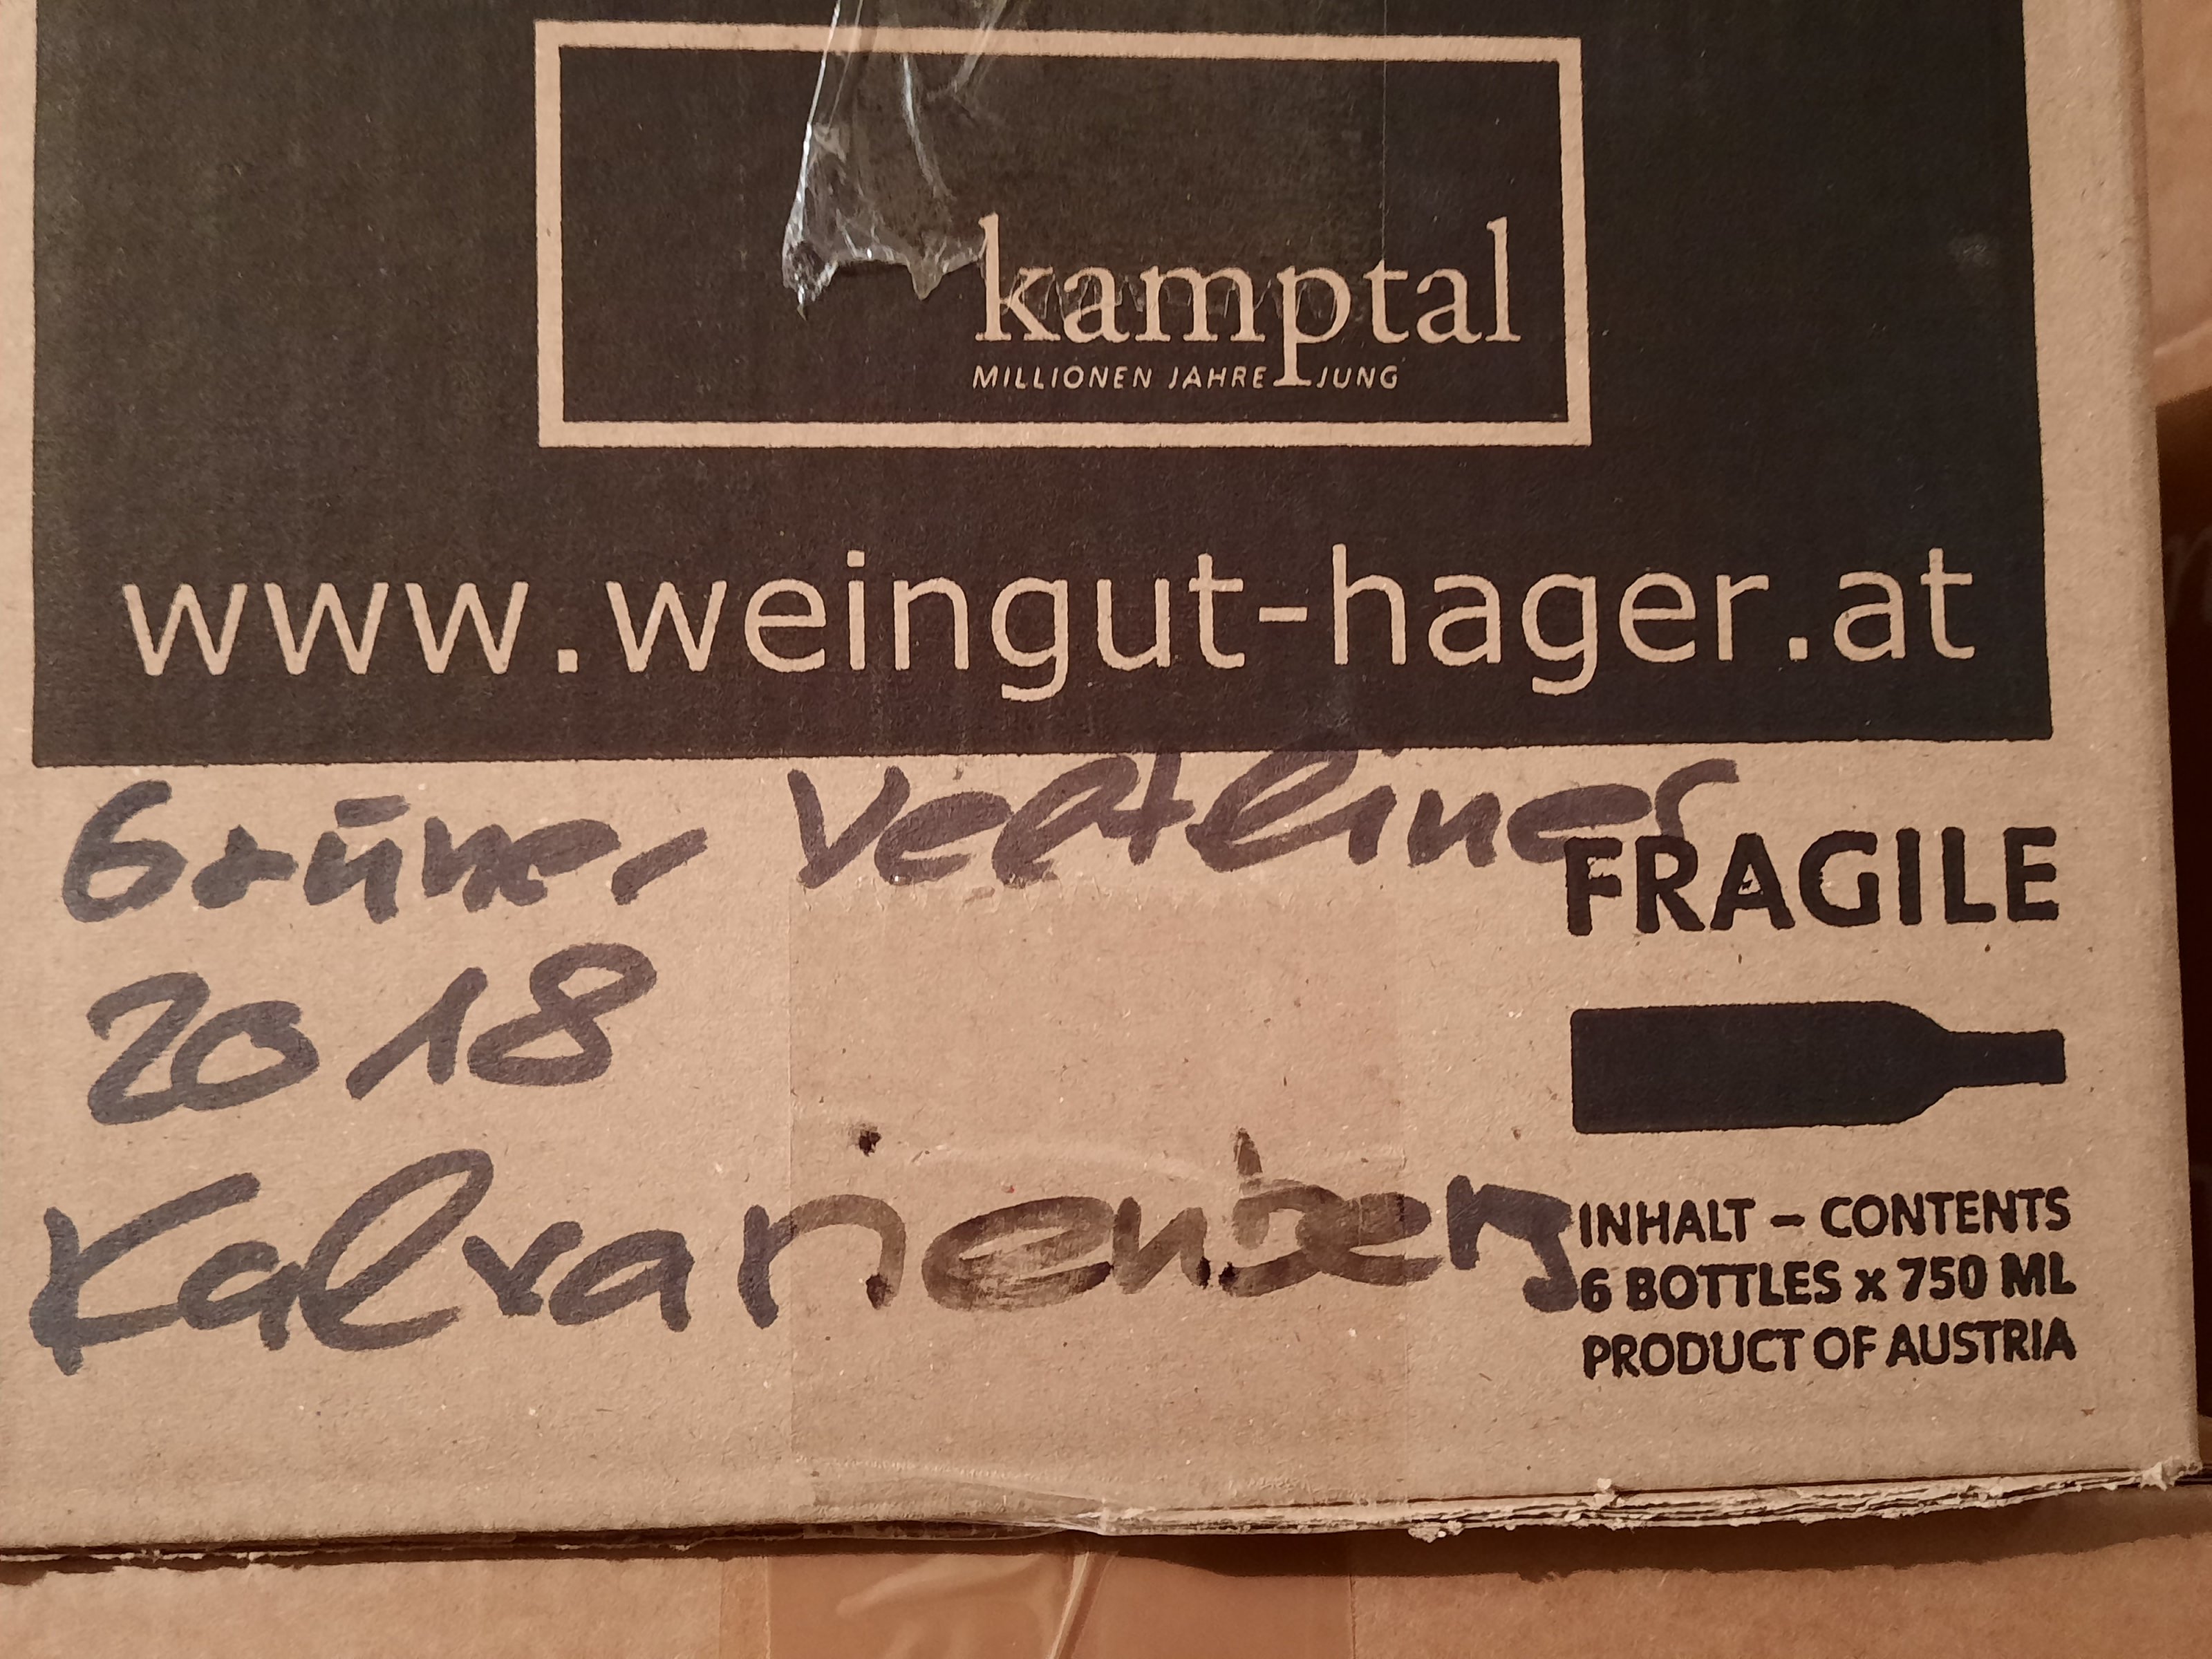 kamptal
MILLIONEN JAHRE JUNG
www.weingut-hager.at
Grüner Veltliner
FRAGILE
2018
Kalvarienberg
INHALT – CONTENTS
6 BOTTLES x 750 ML
PRODUCT OF AUSTRIA